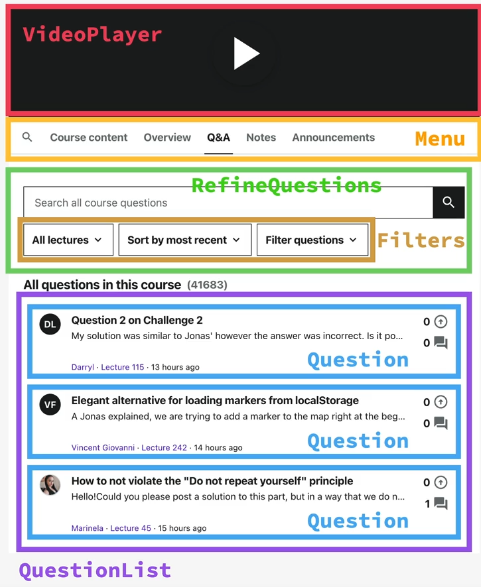 VideoPlayer
Course content Overview Q&A Notes Announcements Menu
RefineQuestions
Search all course questions
All lectures Sort by most recent Filter questions Filters
All questions in this course (41683)
DL Question 2 on Challenge 2 0
My solution was similar to Jonas' however the answer was incorrect. Is it po... 0
Question
Darryl · Lecture 115 · 13 hours ago
VF Elegant alternative for loading markers from localStorage 0
A Jonas explained, we are trying to add a marker to the map right at the beg... 0
Question
Vincent Giovanni · Lecture 242 · 14 hours ago
How to not violate the "Do not repeat yourself" principle 0
Hello!Could you please post a solution to this part, but in a way that we do n... 1
Question
Marinela · Lecture 45 · 15 hours ago
QuestionList